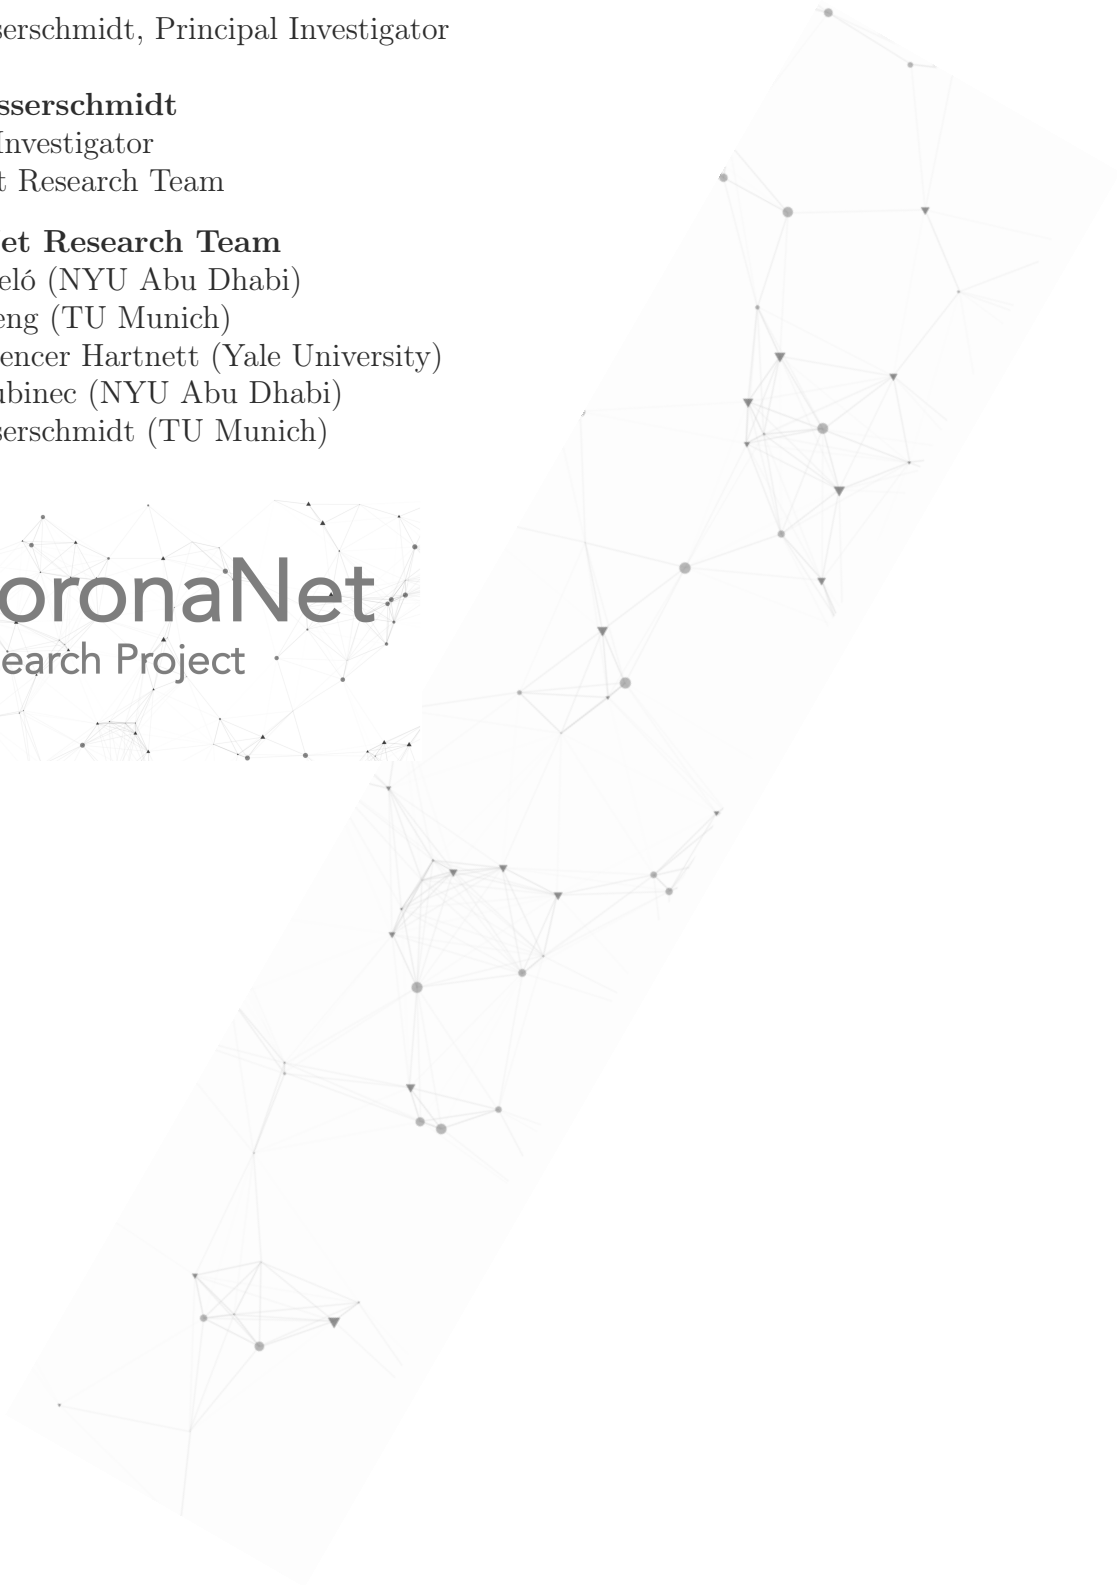 serschmidt, Principal Investigator
sserschmidt
Investigator
t Research Team
et Research Team
eló (NYU Abu Dhabi)
eng (TU Munich)
encer Hartnett (Yale University)
ubinec (NYU Abu Dhabi)
serschmidt (TU Munich)
oronaNet
earch Project